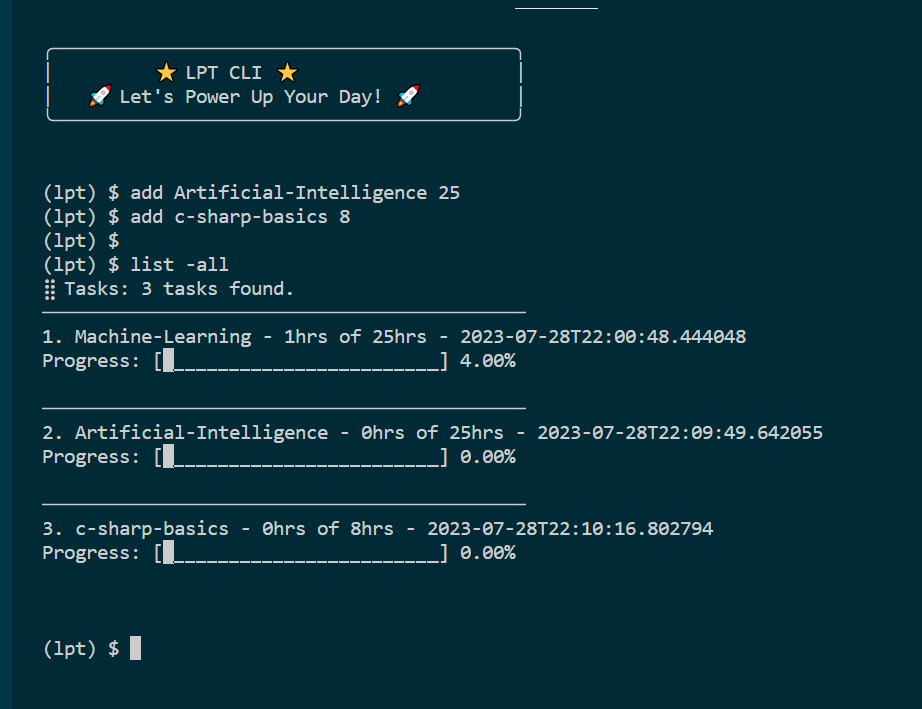 ⭐ LPT CLI ⭐
🚀 Let's Power Up Your Day! 🚀
(lpt) $ add Artificial-Intelligence 25
(lpt) $ add c-sharp-basics 8
(lpt) $
(lpt) $ list -all
⣿ Tasks: 3 tasks found.
1. Machine-Learning - 1hrs of 25hrs - 2023-07-28T22:00:48.444048
Progress: [█________________________] 4.00%
2. Artificial-Intelligence - 0hrs of 25hrs - 2023-07-28T22:09:49.642055
Progress: [█________________________] 0.00%
3. c-sharp-basics - 0hrs of 8hrs - 2023-07-28T22:10:16.802794
Progress: [█________________________] 0.00%
(lpt) $